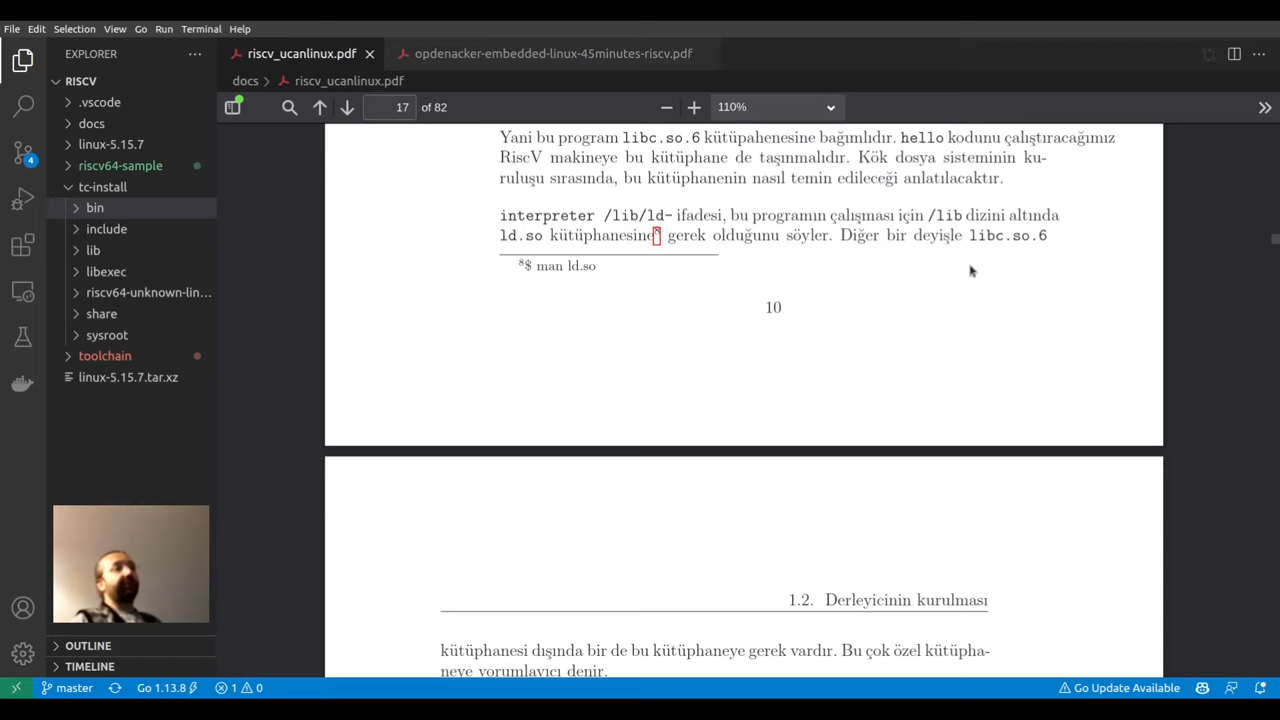 File Edit Selection View Go Run Terminal Help
EXPLORER
RISCV
.vscode
docs
linux-5.15.7
riscv64-sample
tc-install
bin
include
lib
libexec
riscv64-unknown-lin...
share
sysroot
toolchain
linux-5.15.7.tar.xz
OUTLINE
TIMELINE
4
riscv_ucanlinux.pdf
opdenacker-embedded-linux-45minutes-riscv.pdf
docs > riscv_ucanlinux.pdf
17 of 82
110%
Yani bu program libc.so.6 kütüpahenesine bağımlıdır. hello kodunu çalıştıracağımız
RiscV makineye bu kütüphane de taşınmalıdır. Kök dosya sisteminin ku-
ruluşu sırasında, bu kütüphanenin nasıl temin edileceği anlatılacaktır.
interpreter /lib/ld- ifadesi, bu programın çalışması için /lib dizini altında
ld.so kütüphanesine8 gerek olduğunu söyler. Diğer bir deyişle libc.so.6
8$ man ld.so
10
1.2. Derleyicinin kurulması
kütüphanesi dışında bir de bu kütüphaneye gerek vardır. Bu çok özel kütüpha-
neye yorumlayıcı denir.
master Go 1.13.8 1 0 Go Update Available